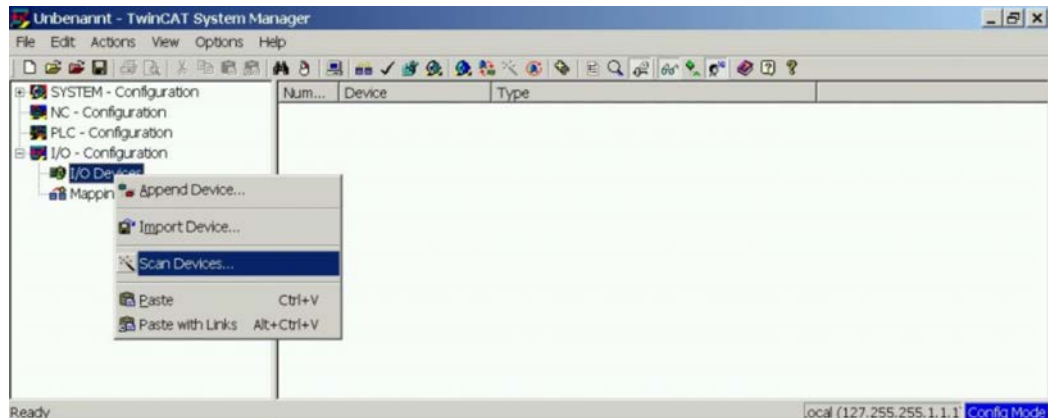 Unbenannt - TwinCAT System Manager
File Edit Actions View Options Help
SYSTEM - Configuration
NC - Configuration
PLC - Configuration
I/O - Configuration
I/O Devices
Mappin
Num... Device Type
Append Device...
Import Device...
Scan Devices...
Paste Ctrl+V
Paste with Links Alt+Ctrl+V
Ready
Local (127.255.255.1.1.1 Config Mode